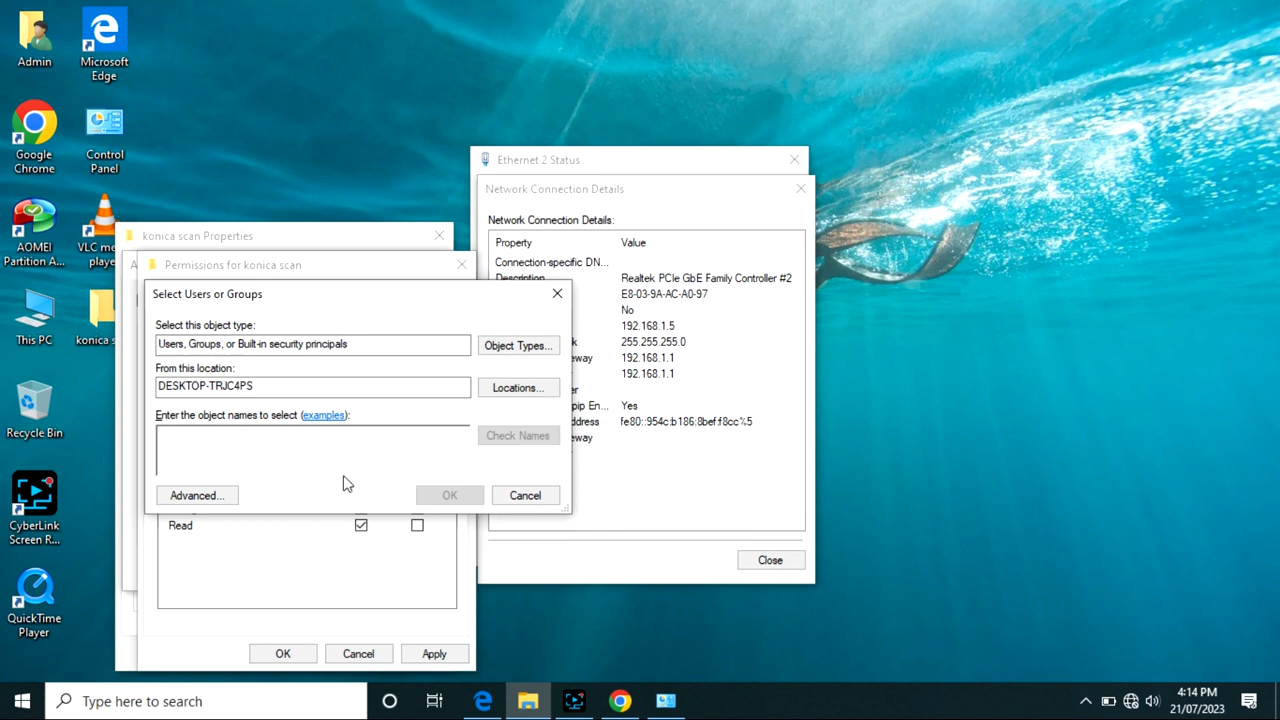 Admin
Microsoft
Edge
Google
Chrome
Control
Panel
AOMEI
Partition A...
VLC me
playe
This PC
konica s
Recycle Bin
CyberLink
Screen R...
QuickTime
Player
konica scan Properties
Permissions for konica scan
Select Users or Groups
Select this object type:
Users, Groups, or Built-in security principals
Object Types...
From this location:
DESKTOP-TRJC4PS
Locations...
Enter the object names to select (examples):
Check Names
Advanced...
OK
Cancel
Read
OK
Cancel
Apply
Ethernet 2 Status
Network Connection Details
Network Connection Details:
Property Value
Connection-specific DN...
Description Realtek PCIe GbE Family Controller #2
E8-03-9A-AC-A0-97
No
192.168.1.5
255.255.255.0
192.168.1.1
192.168.1.1
Yes
fe80::954c:b186:8bef:f8cc%5
Close
Type here to search
4:14 PM
21/07/2023